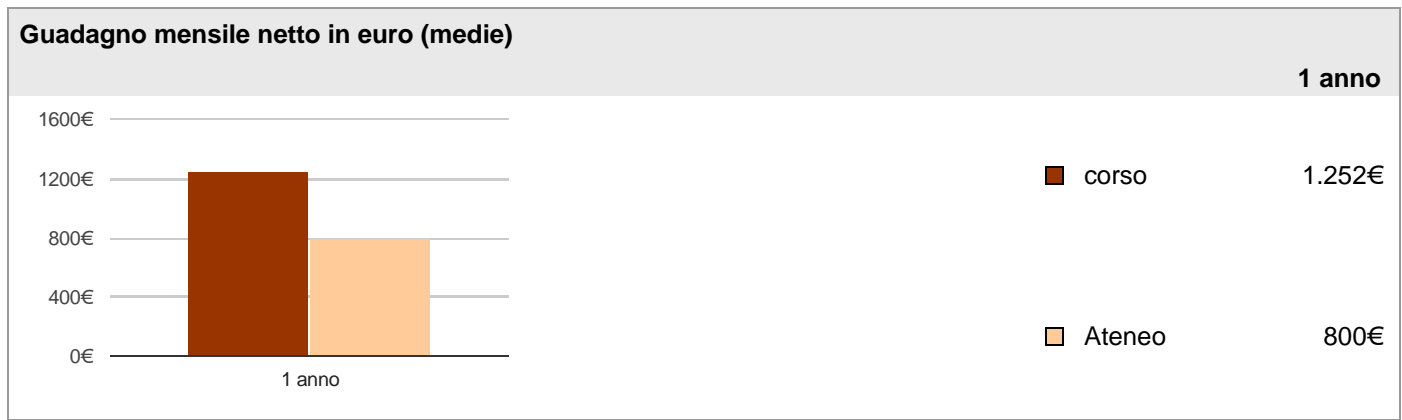 Guadagno mensile netto in euro (medie)
1 anno
1600€
1200€
800€
400€
0€
1 anno
corso 1.252€
Ateneo 800€